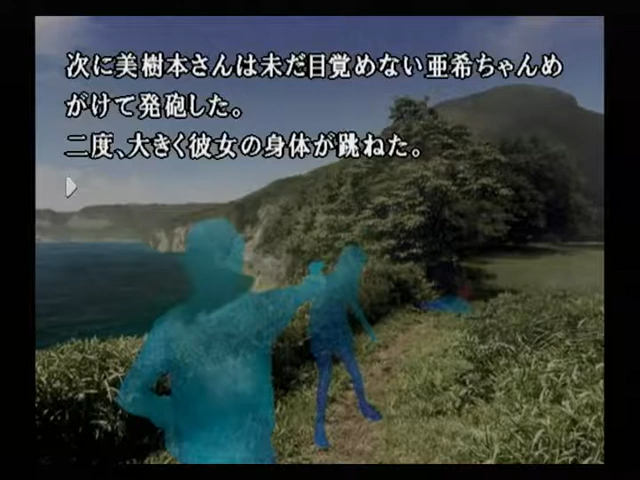 次に美樹本さんは未だ目覚めない亜希ちゃんめ
がけて発砲した。
二度、大きく彼女の身体が跳ねた。